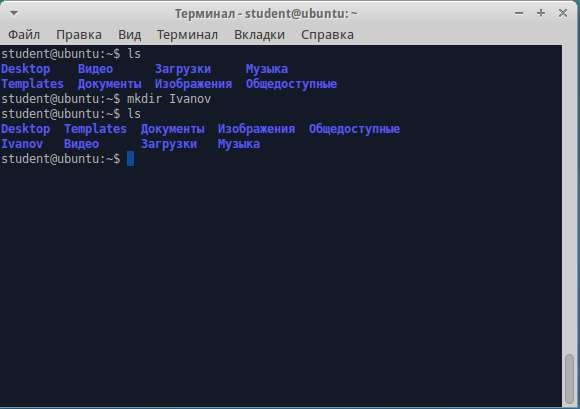 Терминал - student@ubuntu: ~
Файл Правка Вид Терминал Вкладки Справка
student@ubuntu:~$ ls
Desktop Видео Загрузки Музыка
Templates Документы Изображения Общедоступные
student@ubuntu:~$ mkdir Ivanov
student@ubuntu:~$ ls
Desktop Templates Документы Изображения Общедоступные
Ivanov Видео Загрузки Музыка
student@ubuntu:~$